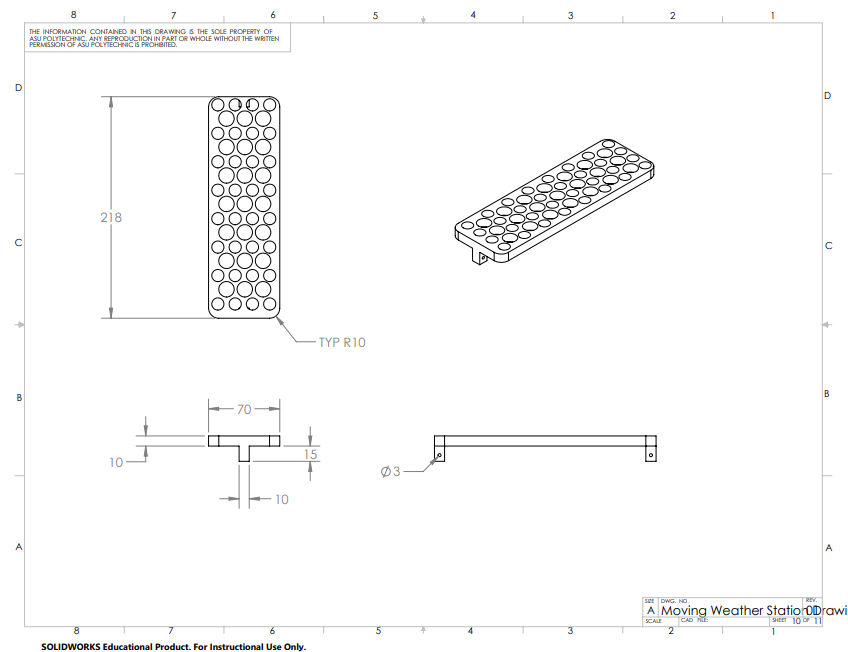 8 7 6 5 4 3 2 1
THE INFORMATION CONTAINED IN THIS DRAWING IS THE SOLE PROPERTY OF
ASU POLYTECHNIC. ANY REPRODUCTION IN PART OR WHOLE WITHOUT THE WRITTEN
PERMISSION OF ASU POLYTECHNIC IS PROHIBITED.
D D
218
C C
TYP R10
B B
70
10
15
10
Ø3
A A
SIZE DWG. NO. REV.
A Moving Weather Station Drawi
SCALE CAD FILE: SHEET 10 OF 11
8 7 6 5 4 3 2 1
SOLIDWORKS Educational Product. For Instructional Use Only.